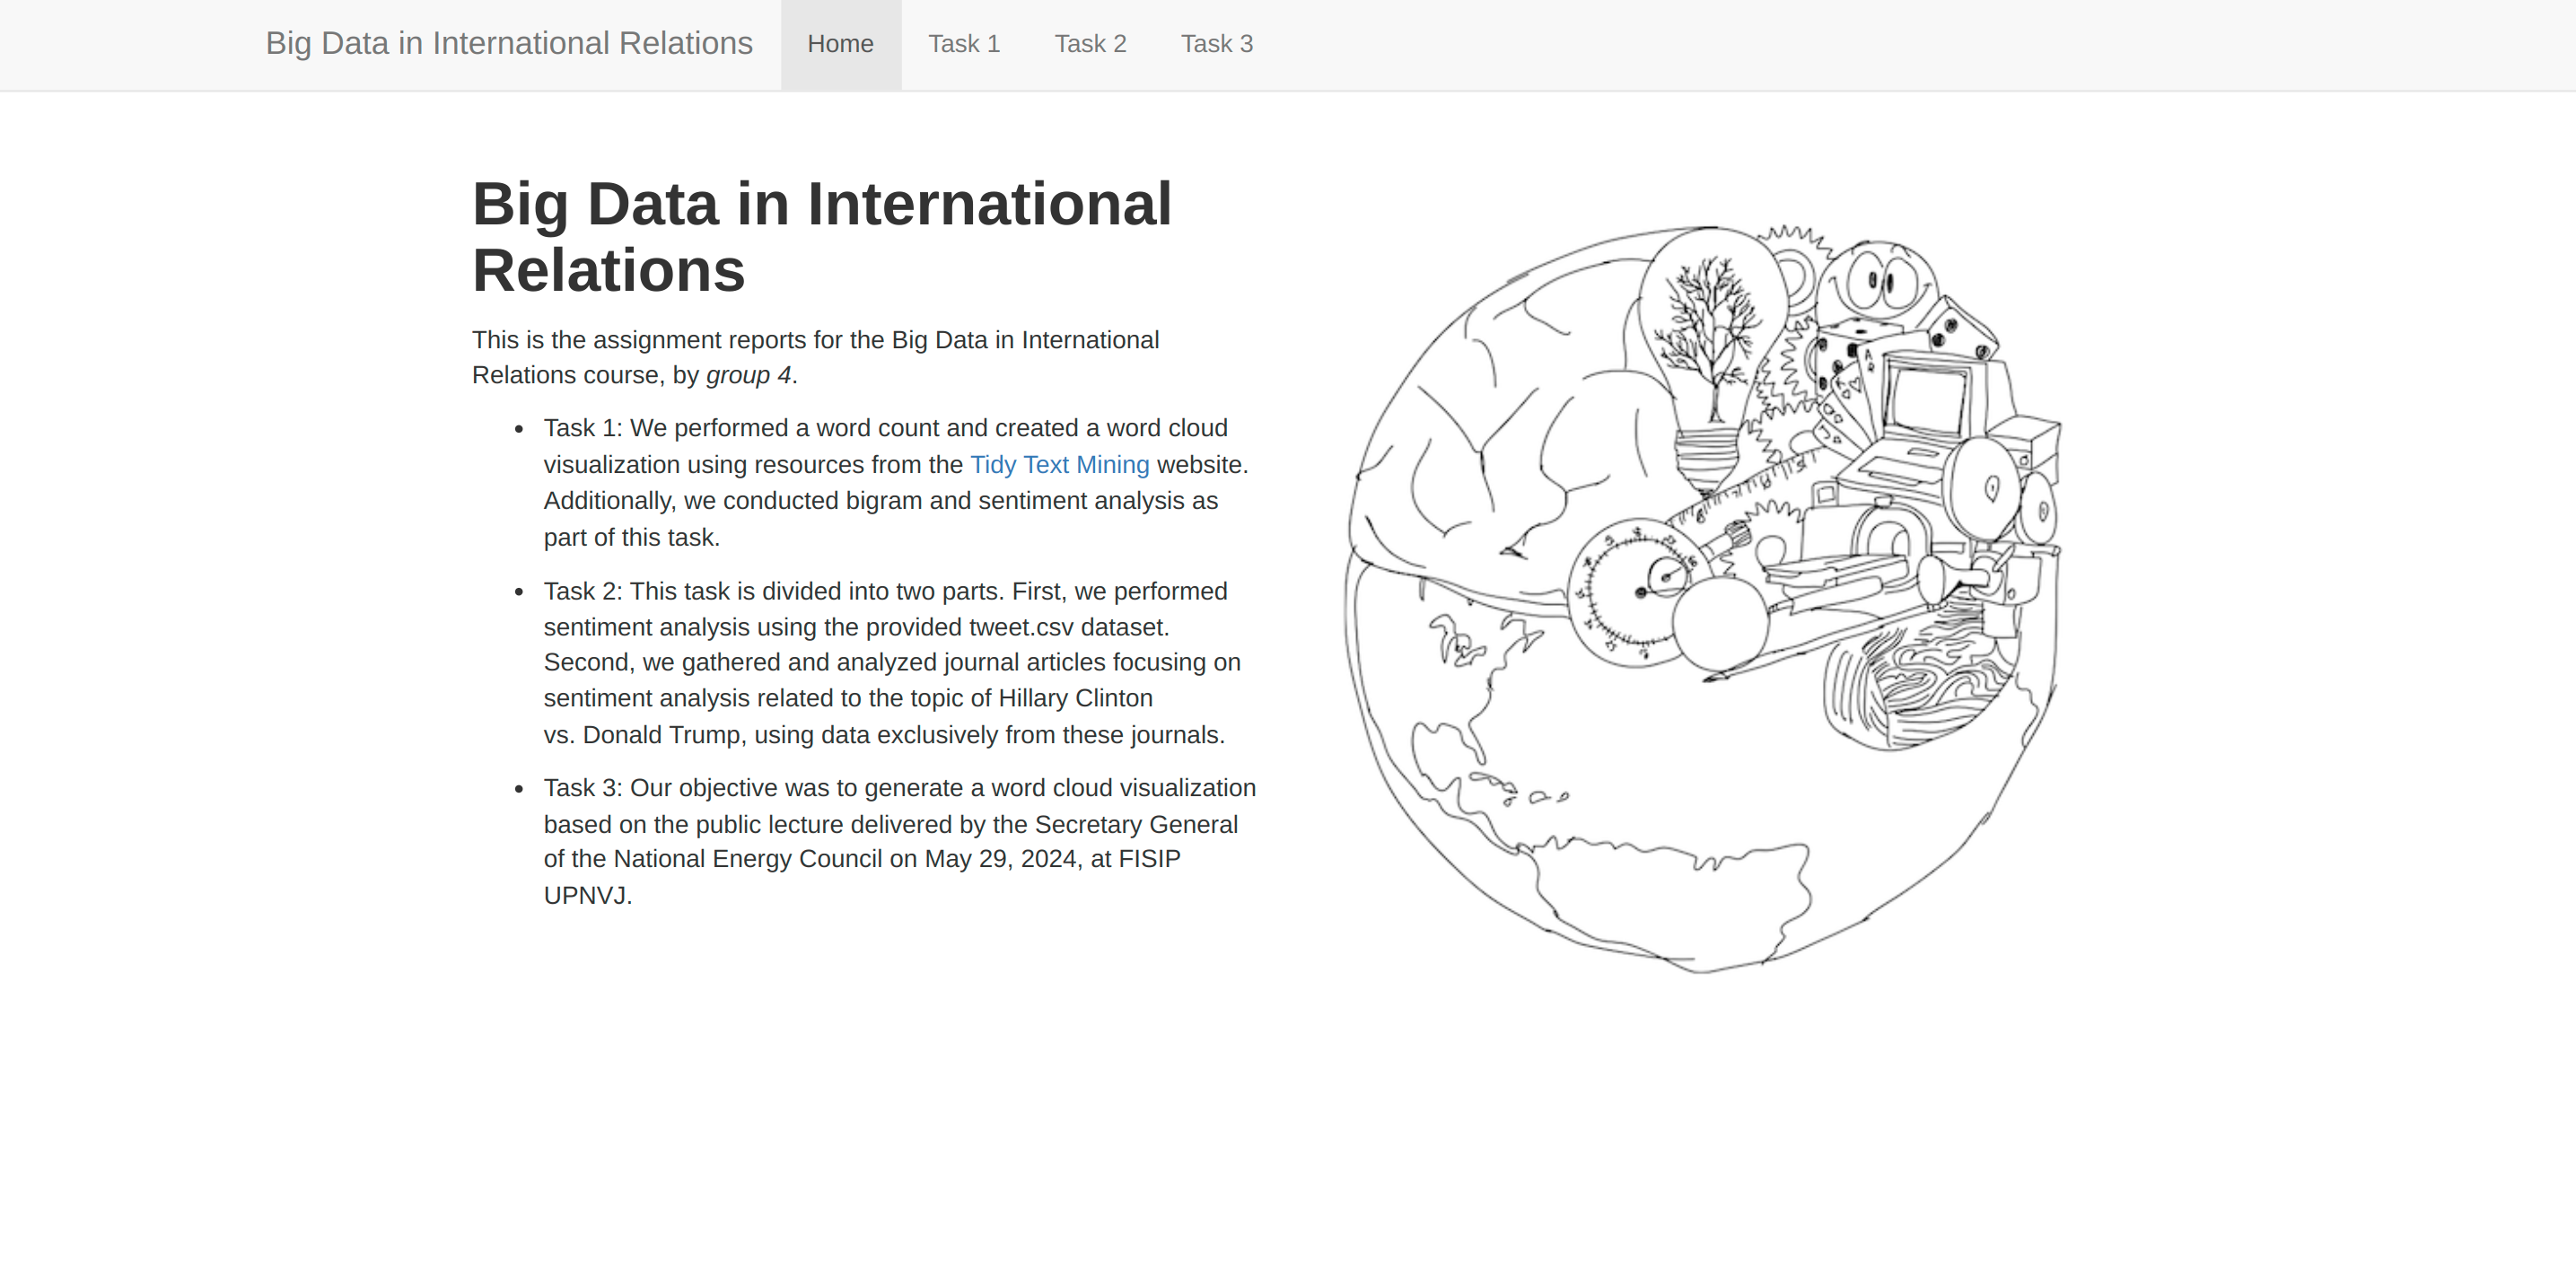 Big Data in International Relations Home Task 1 Task 2 Task 3
Big Data in International
Relations
This is the assignment reports for the Big Data in International
Relations course, by group 4.
Task 1: We performed a word count and created a word cloud
visualization using resources from the Tidy Text Mining website.
Additionally, we conducted bigram and sentiment analysis as
part of this task.
Task 2: This task is divided into two parts. First, we performed
sentiment analysis using the provided tweet.csv dataset.
Second, we gathered and analyzed journal articles focusing on
sentiment analysis related to the topic of Hillary Clinton
vs. Donald Trump, using data exclusively from these journals.
Task 3: Our objective was to generate a word cloud visualization
based on the public lecture delivered by the Secretary General
of the National Energy Council on May 29, 2024, at FISIP
UPNVJ.